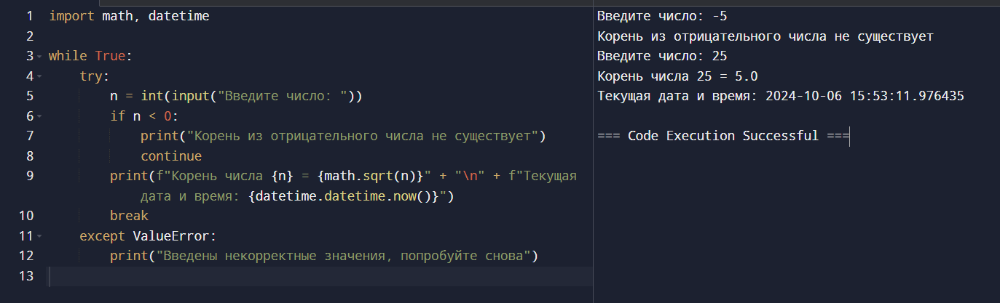 1 import math, datetime
2
3 while True:
4     try:
5         n = int(input("Введите число: "))
6         if n < 0:
7             print("Корень из отрицательного числа не существует")
8             continue
9         print(f"Корень числа {n} = {math.sqrt(n)}" + "\n" + f"Текущая
            дата и время: {datetime.datetime.now()}")
10         break
11     except ValueError:
12         print("Введены некорректные значения, попробуйте снова")
13
Введите число: -5
Корень из отрицательного числа не существует
Введите число: 25
Корень числа 25 = 5.0
Текущая дата и время: 2024-10-06 15:53:11.976435
=== Code Execution Successful ===